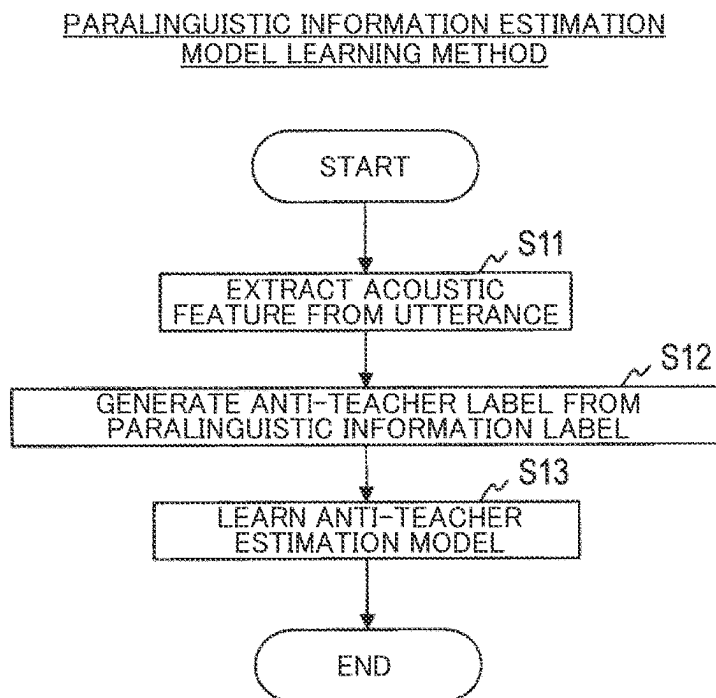 PARALINGUISTIC INFORMATION ESTIMATION
MODEL LEARNING METHOD
START
S11
EXTRACT ACOUSTIC
FEATURE FROM UTTERANCE
S12
GENERATE ANTI-TEACHER LABEL FROM
PARALINGUISTIC INFORMATION LABEL
S13
LEARN ANTI-TEACHER
ESTIMATION MODEL
END